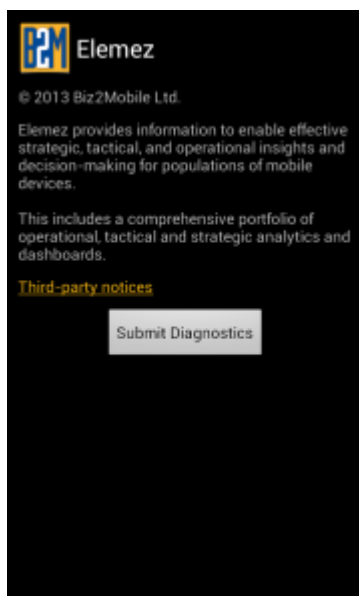 B2M Elemez
© 2013 Biz2Mobile Ltd.
Elemez provides information to enable effective
strategic, tactical, and operational insights and
decision-making for populations of mobile
devices.
This includes a comprehensive portfolio of
operational, tactical and strategic analytics and
dashboards.
Third-party notices
Submit Diagnostics